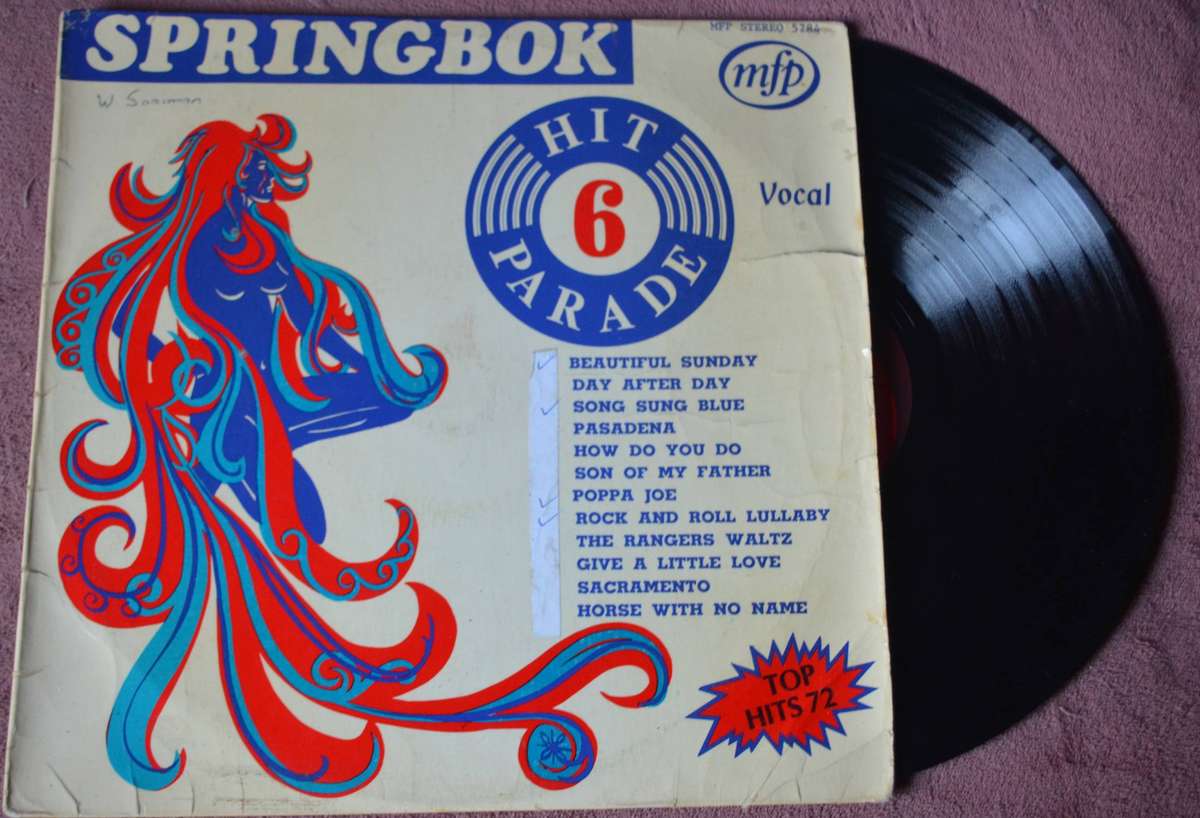 SPRINGBOK
MFP STEREO 5784
mfp
W
HIT
6
PARADE
Vocal
BEAUTIFUL SUNDAY
DAY AFTER DAY
SONG SUNG BLUE
PASADENA
HOW DO YOU DO
SON OF MY FATHER
POPPA JOE
ROCK AND ROLL LULLABY
THE RANGERS WALTZ
GIVE A LITTLE LOVE
SACRAMENTO
HORSE WITH NO NAME
TOP
HITS 72